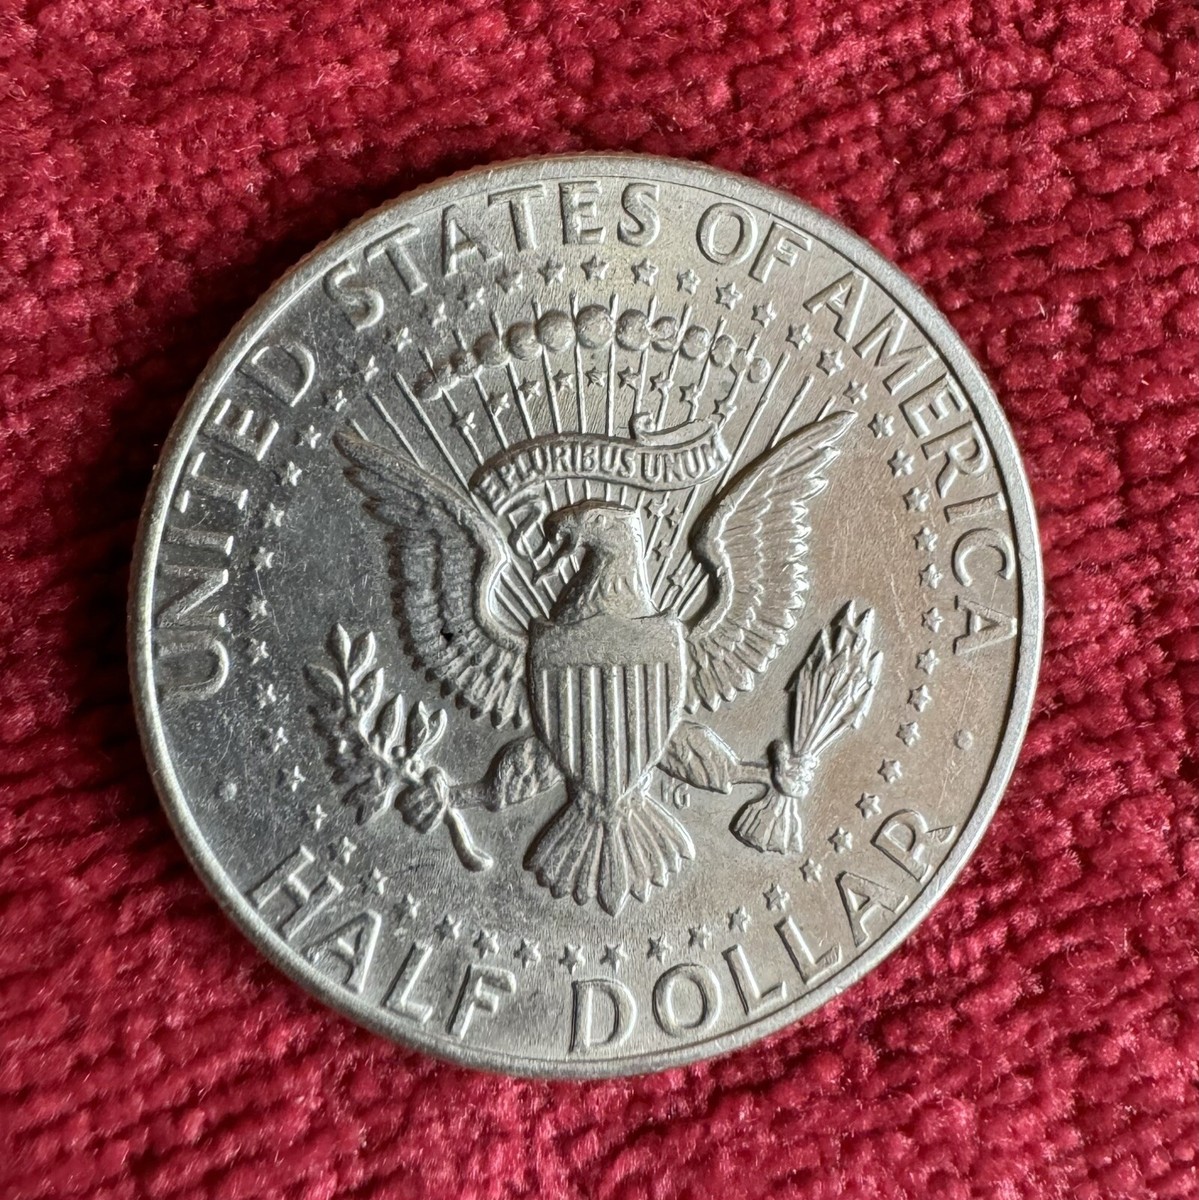 UNITED STATES OF AMERICA
E PLURIBUS UNUM
FG
HALF DOLLAR